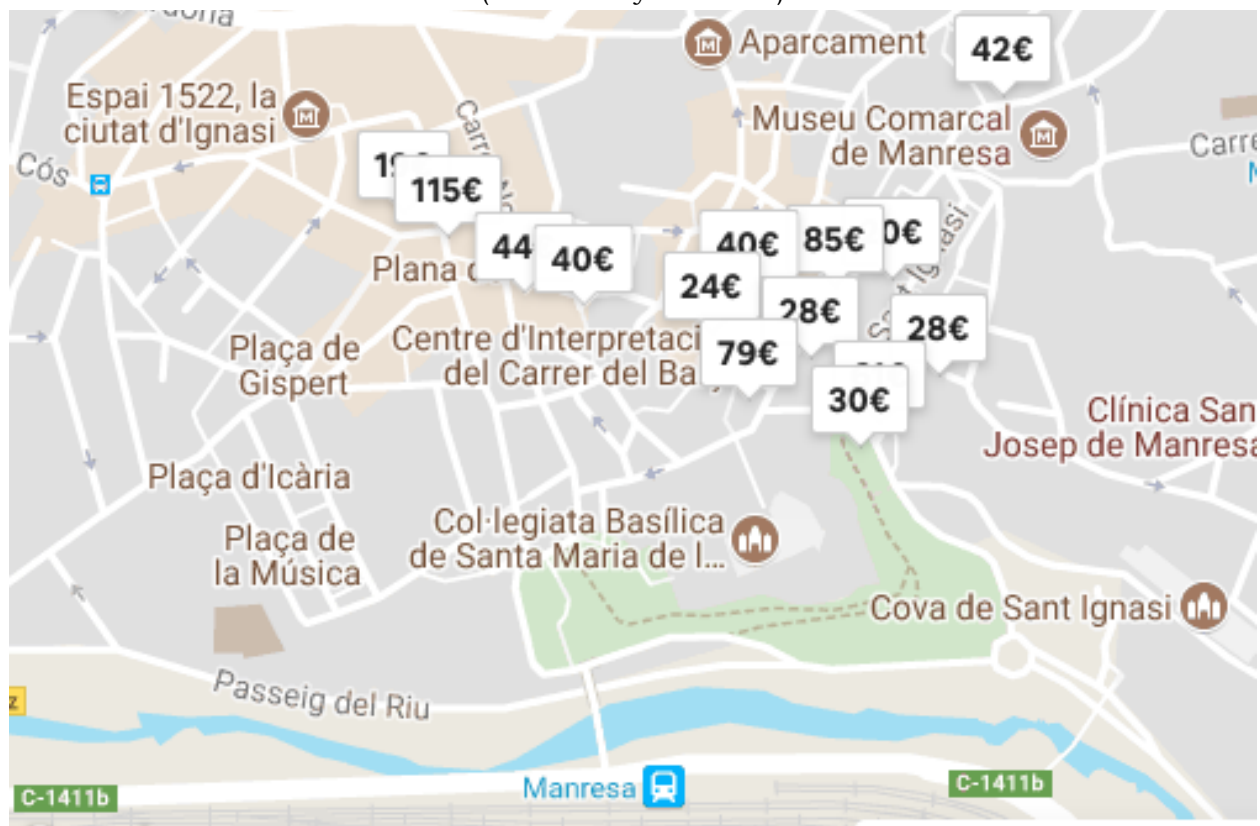 Aparcament
42€
Espai 1522, la
ciutat d'Ignasi
Museu Comarcal
de Manresa
Carre
Cós
115€
44
40€
40€
85€
0€
Plana d
24€
28€
28€
Centre d'Interpretaci
del Carrer del Ba
79€
Plaça de
Gispert
30€
Clínica San
Josep de Manresa
Plaça d'Icària
Col·legiata Basílica
de Santa Maria de l...
Plaça de
la Música
Cova de Sant Ignasi
Passeig del Riu
Manresa
C-1411b
C-1411b